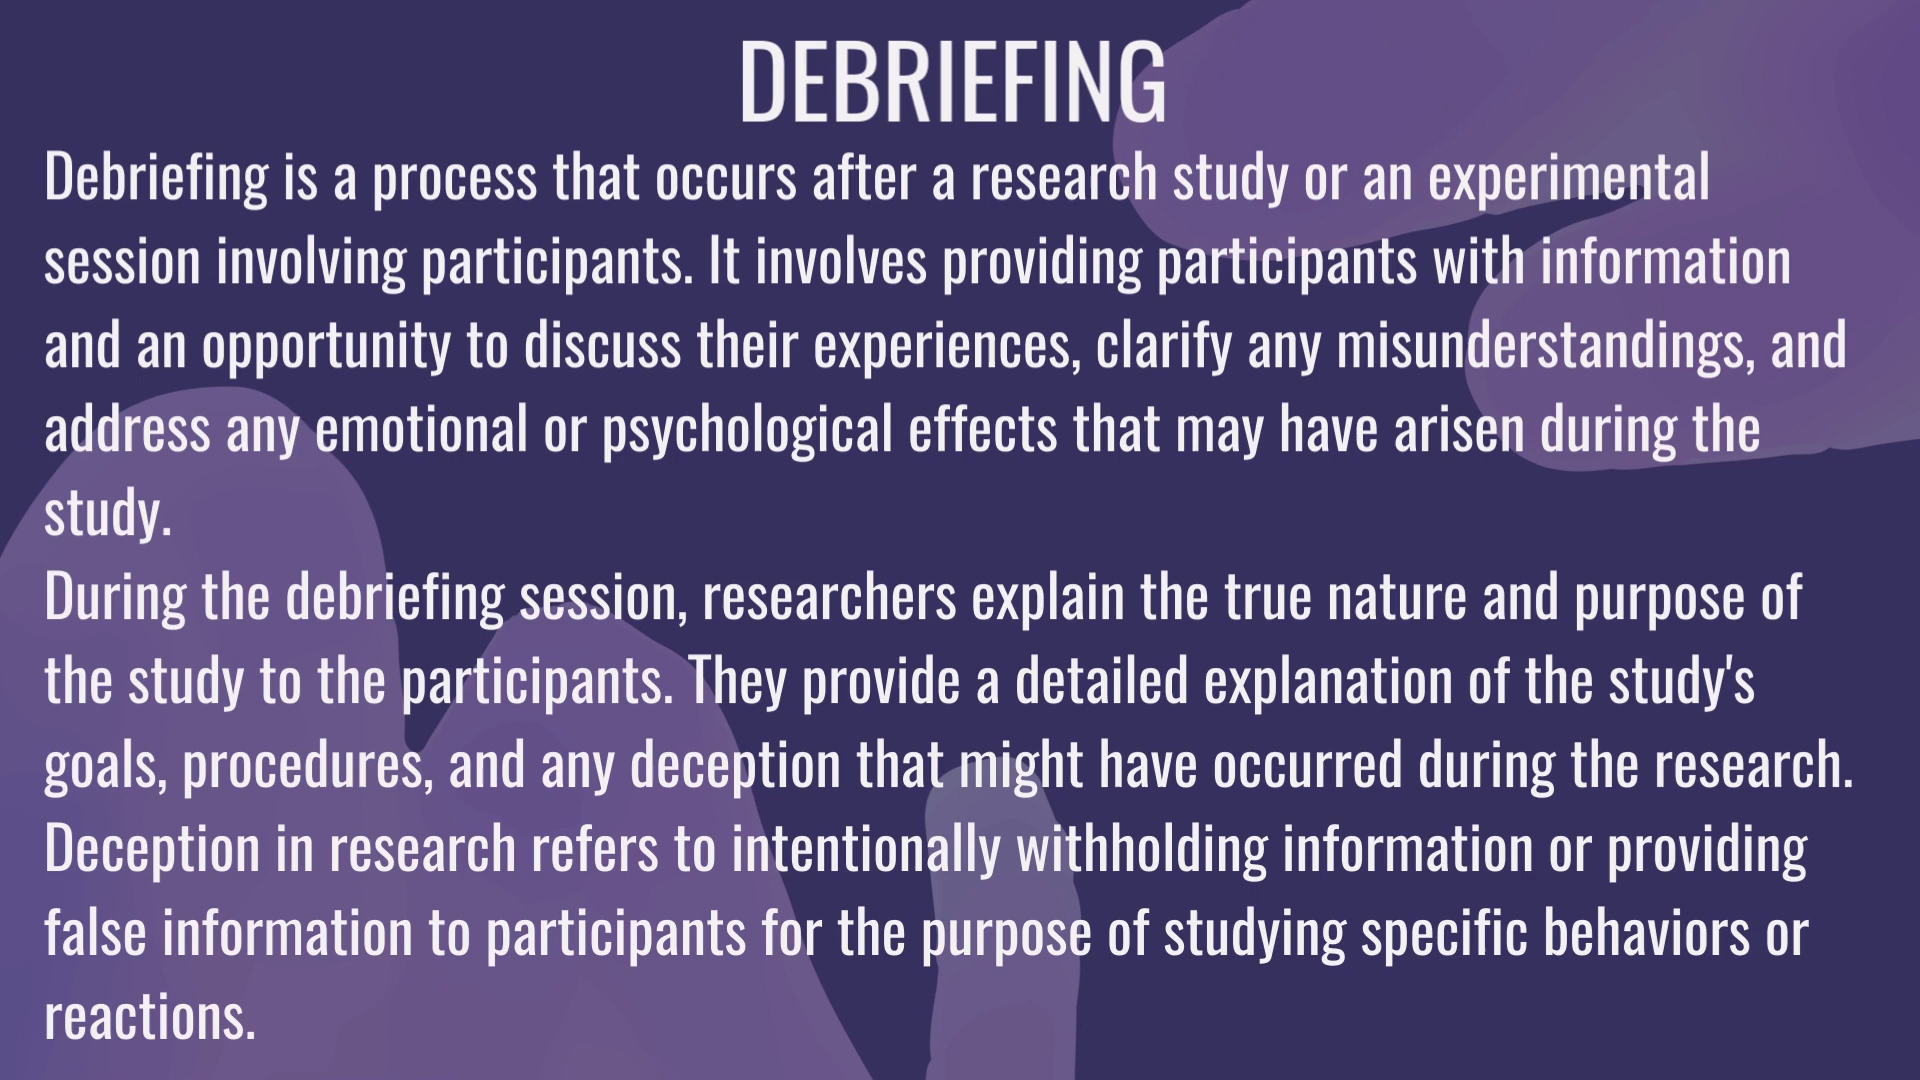 DEBRIEFING
Debriefing is a process that occurs after a research study or an experimental
session involving participants. It involves providing participants with information
and an opportunity to discuss their experiences, clarify any misunderstandings, and
address any emotional or psychological effects that may have arisen during the
study.
During the debriefing session, researchers explain the true nature and purpose of
the study to the participants. They provide a detailed explanation of the study's
goals, procedures, and any deception that might have occurred during the research.
Deception in research refers to intentionally withholding information or providing
false information to participants for the purpose of studying specific behaviors or
reactions.